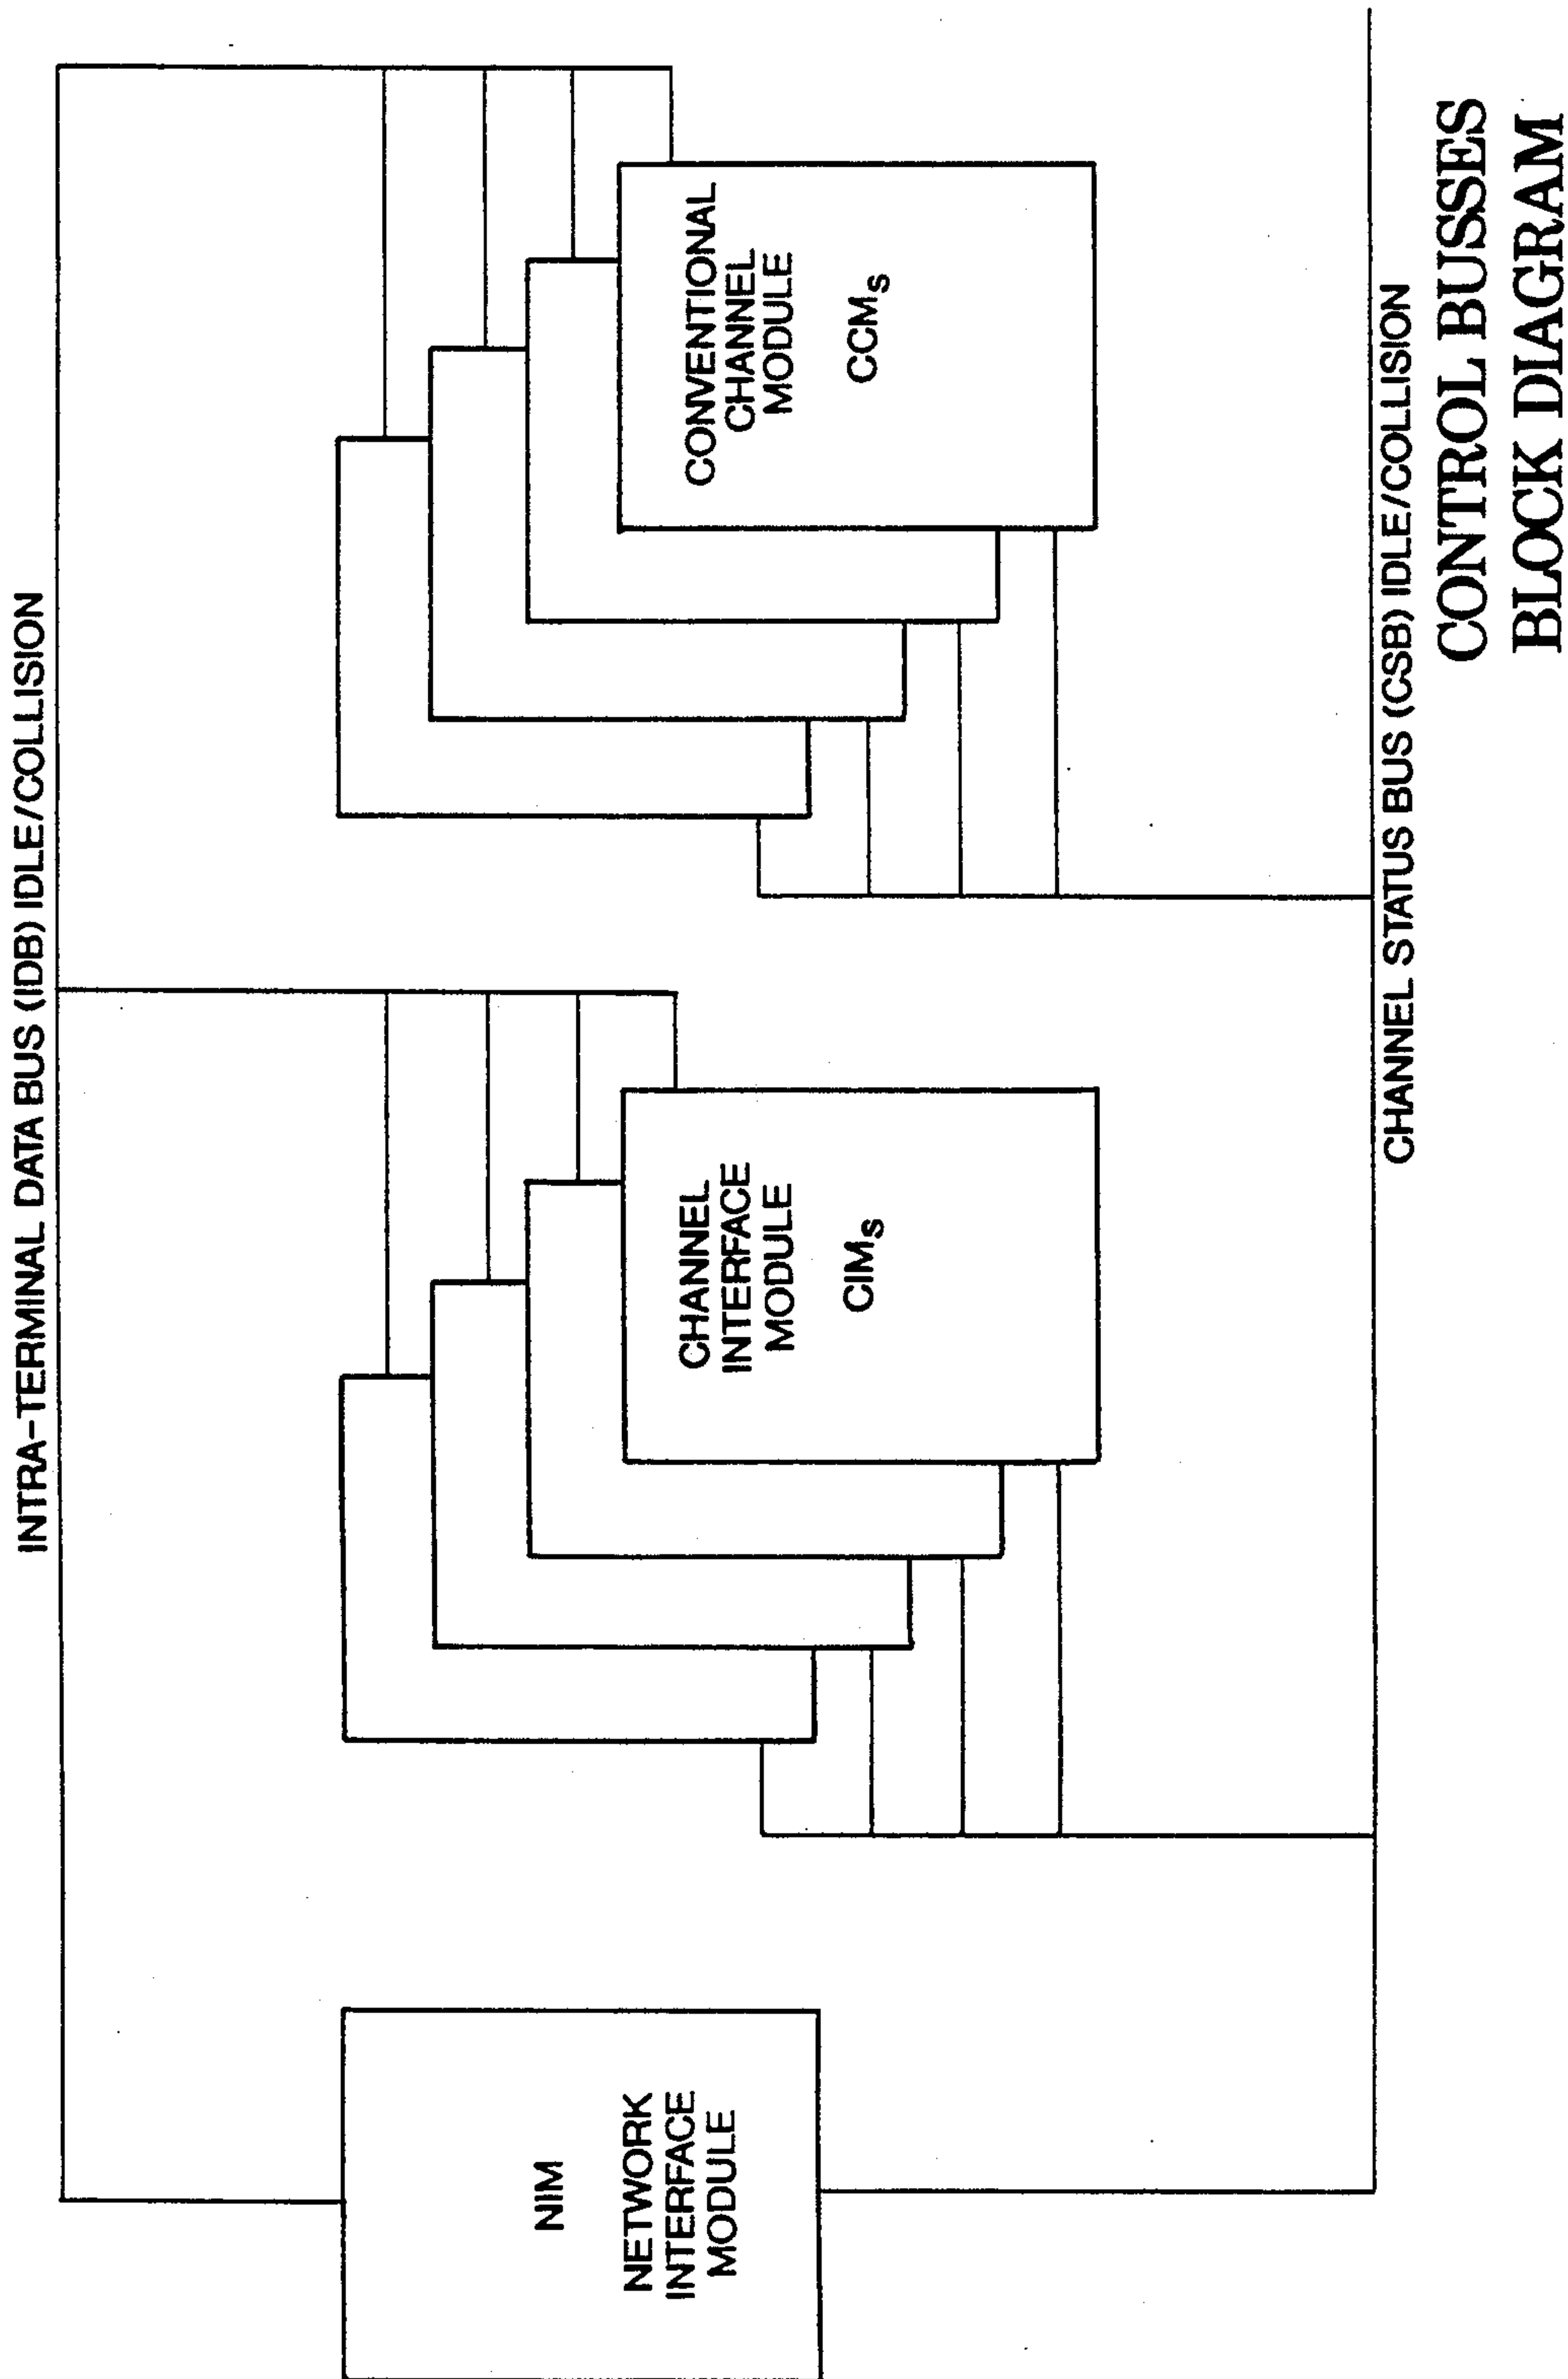 INTRA-TERMINAL DATA BUS (IDB) IDLE/COLLISION
NIM
NETWORK
INTERFACE
MODULE
CHANNEL
INTERFACE
MODULE
CIMs
CONVENTIONAL
CHANNEL
MODULE
CCMs
CHANNEL STATUS BUS (CSB) IDLE/COLLISION
CONTROL BUSSES
BLOCK DIAGRAM